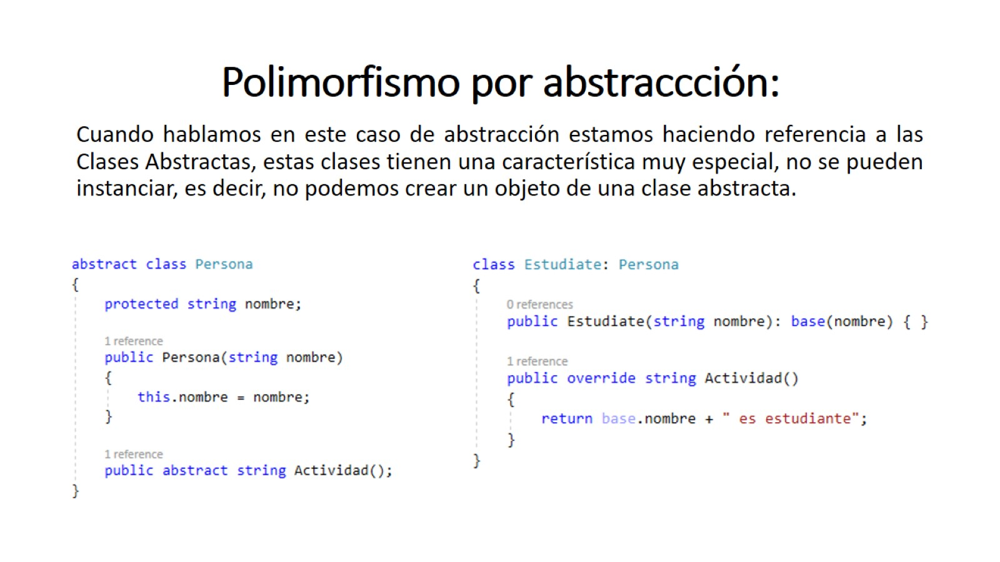 Polimorfismo por abstraccción:
Cuando hablamos en este caso de abstracción estamos haciendo referencia a las
Clases Abstractas, estas clases tienen una característica muy especial, no se pueden
instanciar, es decir, no podemos crear un objeto de una clase abstracta.
abstract class Persona
{
protected string nombre;
1 reference
public Persona(string nombre)
{
this.nombre = nombre;
}
1 reference
public abstract string Actividad();
}
class Estudiate: Persona
{
0 references
public Estudiate(string nombre): base(nombre) { }
1 reference
public override string Actividad()
{
return base.nombre + " es estudiante";
}
}